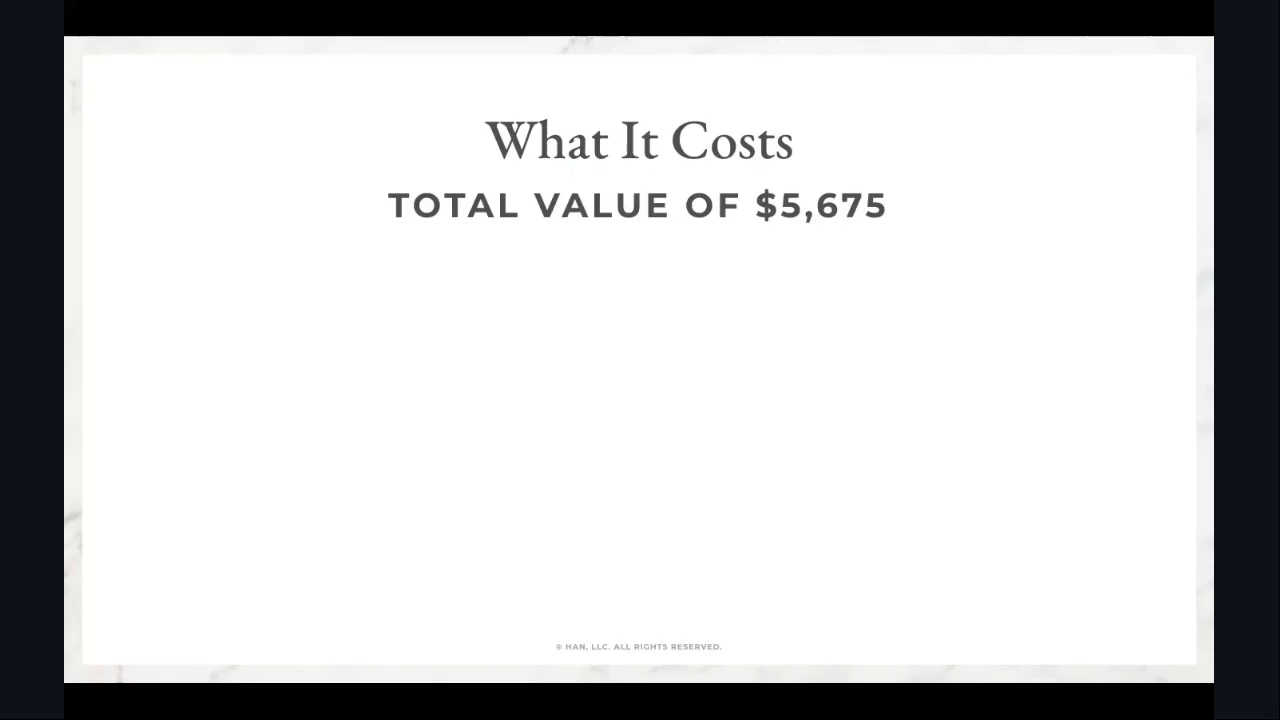 What It Costs
TOTAL VALUE OF $5,675
© HAN, LLC. ALL RIGHTS RESERVED.